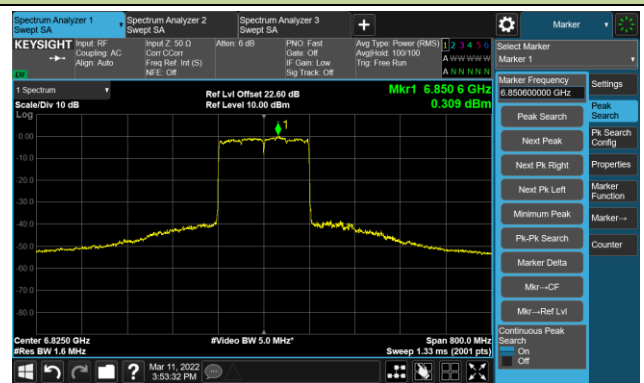 Spectrum Analyzer 1
Swept SA
Spectrum Analyzer 2
Swept SA
Spectrum Analyzer 3
Swept SA
Marker
KEYSIGHT
Input: RF
Coupling: AC
Align: Auto
Input Z: 50 Ω
Corr CCorr
Freq Ref: Int (S)
NFE: Off
Atten: 6 dB
PNO: Fast
Gate: Off
IF Gain: Low
Sig Track: Off
Avg Type: Power (RMS)
Avg|Hold: 100/100
Trig: Free Run
1 2 3 4 5 6
A W W W W W
A N N N N N
LW
Select Marker
Marker 1
1 Spectrum
Scale/Div 10 dB
Log
Ref Lvl Offset 22.60 dB
Ref Level 10.00 dBm
Mkr1 6.850 6 GHz
0.309 dBm
1
0.00
-10.0
-20.0
-30.0
-40.0
-50.0
-60.0
-70.0
-80.0
Center 6.8250 GHz
#Res BW 1.6 MHz
#Video BW 5.0 MHz*
Span 800.0 MHz
Sweep 1.33 ms (2001 pts)
Marker Frequency
6.850600000 GHz
Peak Search
Next Peak
Next Pk Right
Next Pk Left
Minimum Peak
Pk-Pk Search
Marker Delta
Mkr→CF
Mkr→Ref Lvl
Continuous Peak
Search
On
Off
Settings
Peak
Search
Pk Search
Config
Properties
Marker
Function
Marker→
Counter
?
Mar 11, 2022
3:53:32 PM